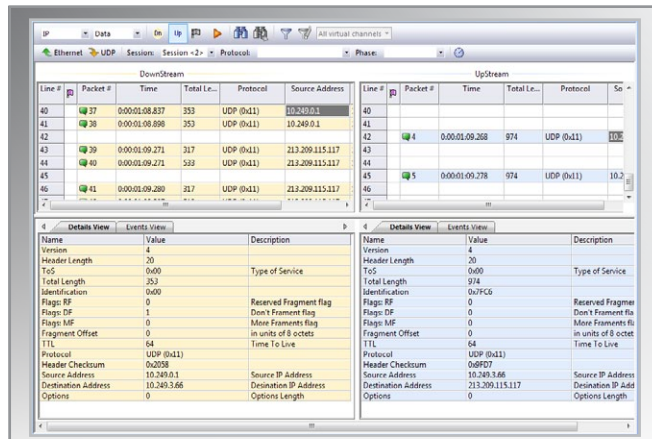 IP Data Dn Up All virtual channels
Ethernet UDP Session: Session <2> Protocol: Phase:
DownStream
Line # Packet # Time Total Le... Protocol Source Address
40 37 0:00:01:08.837 353 UDP (0x11) 10.249.0.1
41 38 0:00:01:08.898 353 UDP (0x11) 10.249.0.1
42
43 39 0:00:01:09.271 317 UDP (0x11) 213.209.115.117
44 40 0:00:01:09.271 533 UDP (0x11) 213.209.115.117
45
46 41 0:00:01:09.280 317 UDP (0x11) 213.209.115.117
UpStream
Line # Packet # Time Total Le... Protocol So
40
41
42 4 0:00:01:09.268 974 UDP (0x11) 10.2
43
44
45 5 0:00:01:09.278 974 UDP (0x11) 10.2
46
Details View Events View
Name Value Description
Version 4
Header Length 20
ToS 0x00 Type of Service
Total Length 353
Identification 0x00
Flags: RF 0 Reserved Fragment flag
Flags: DF 1 Don't Frament flag
Flags: MF 0 More Framents flag
Fragment Offset 0 in units of 8 octets
TTL 64 Time To Live
Protocol UDP (0x11)
Header Checksum 0x2058
Source Address 10.249.0.1 Source IP Address
Destination Address 10.249.3.66 Desination IP Address
Options 0 Options Length
Details View Events View
Name Value Description
Version 4
Header Length 20
ToS 0x00 Type of Service
Total Length 974
Identification 0x7FC6
Flags: RF 0 Reserved Fragmer
Flags: DF 0 Don't Frament fla
Flags: MF 0 More Framents fla
Fragment Offset 0 in units of 8 octet
TTL 64 Time To Live
Protocol UDP (0x11)
Header Checksum 0x9FD7
Source Address 10.249.3.66 Source IP Address
Destination Address 213.209.115.117 Desination IP Add
Options 0 Options Length